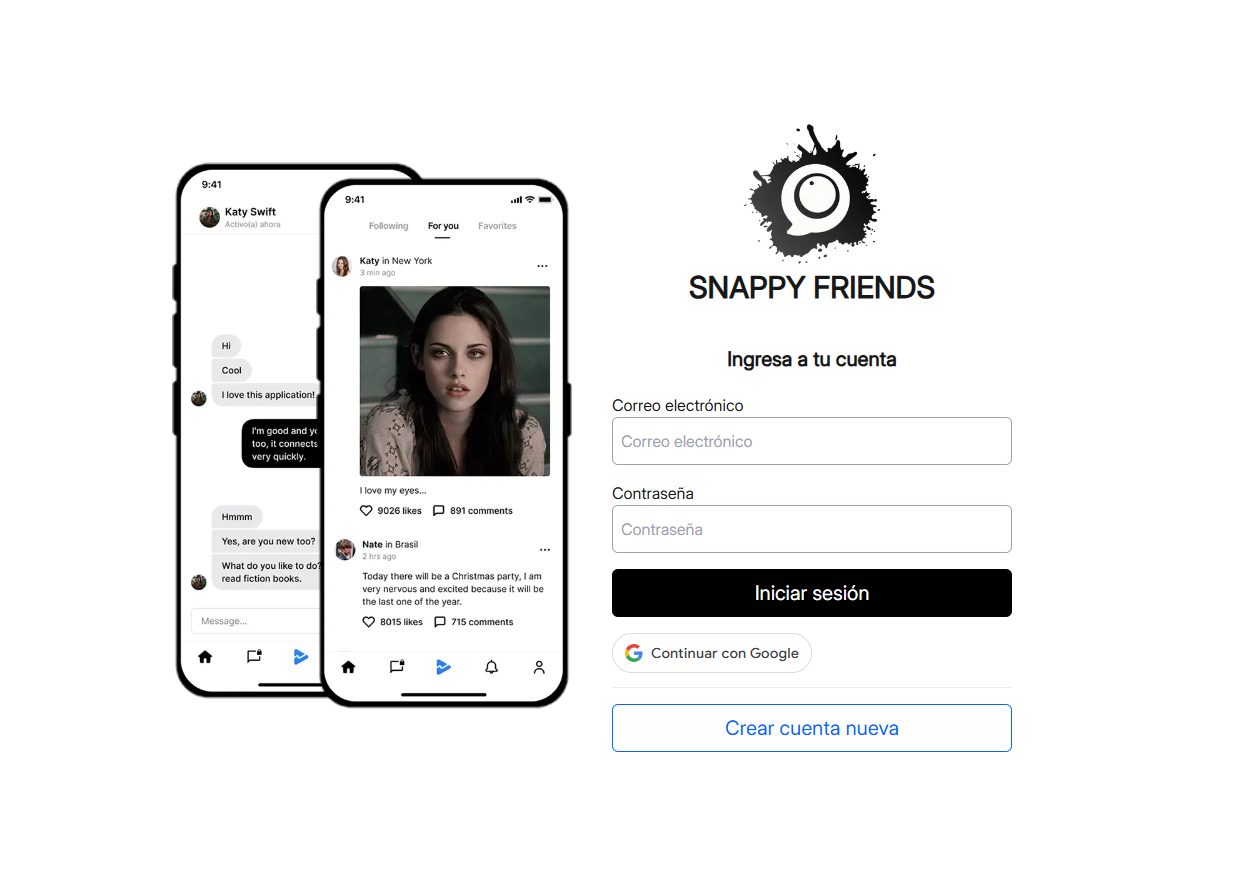 9:41
Katy Swift
Activo(a) ahora
Hi
Cool
I love this application!
I'm good and yo
too, it connects
very quickly.
Hmmm
Yes, are you new too?
What do you like to do?
read fiction books.
Message...
9:41
Following
For you
Favorites
Katy in New York
3 min ago
I love my eyes...
9026 likes
891 comments
Nate in Brasil
2 hrs ago
Today there will be a Christmas party, I am
very nervous and excited because it will be
the last one of the year.
8015 likes
715 comments
SNAPPY FRIENDS
Ingresa a tu cuenta
Correo electrónico
Correo electrónico
Contraseña
Contraseña
Iniciar sesión
Continuar con Google
Crear cuenta nueva